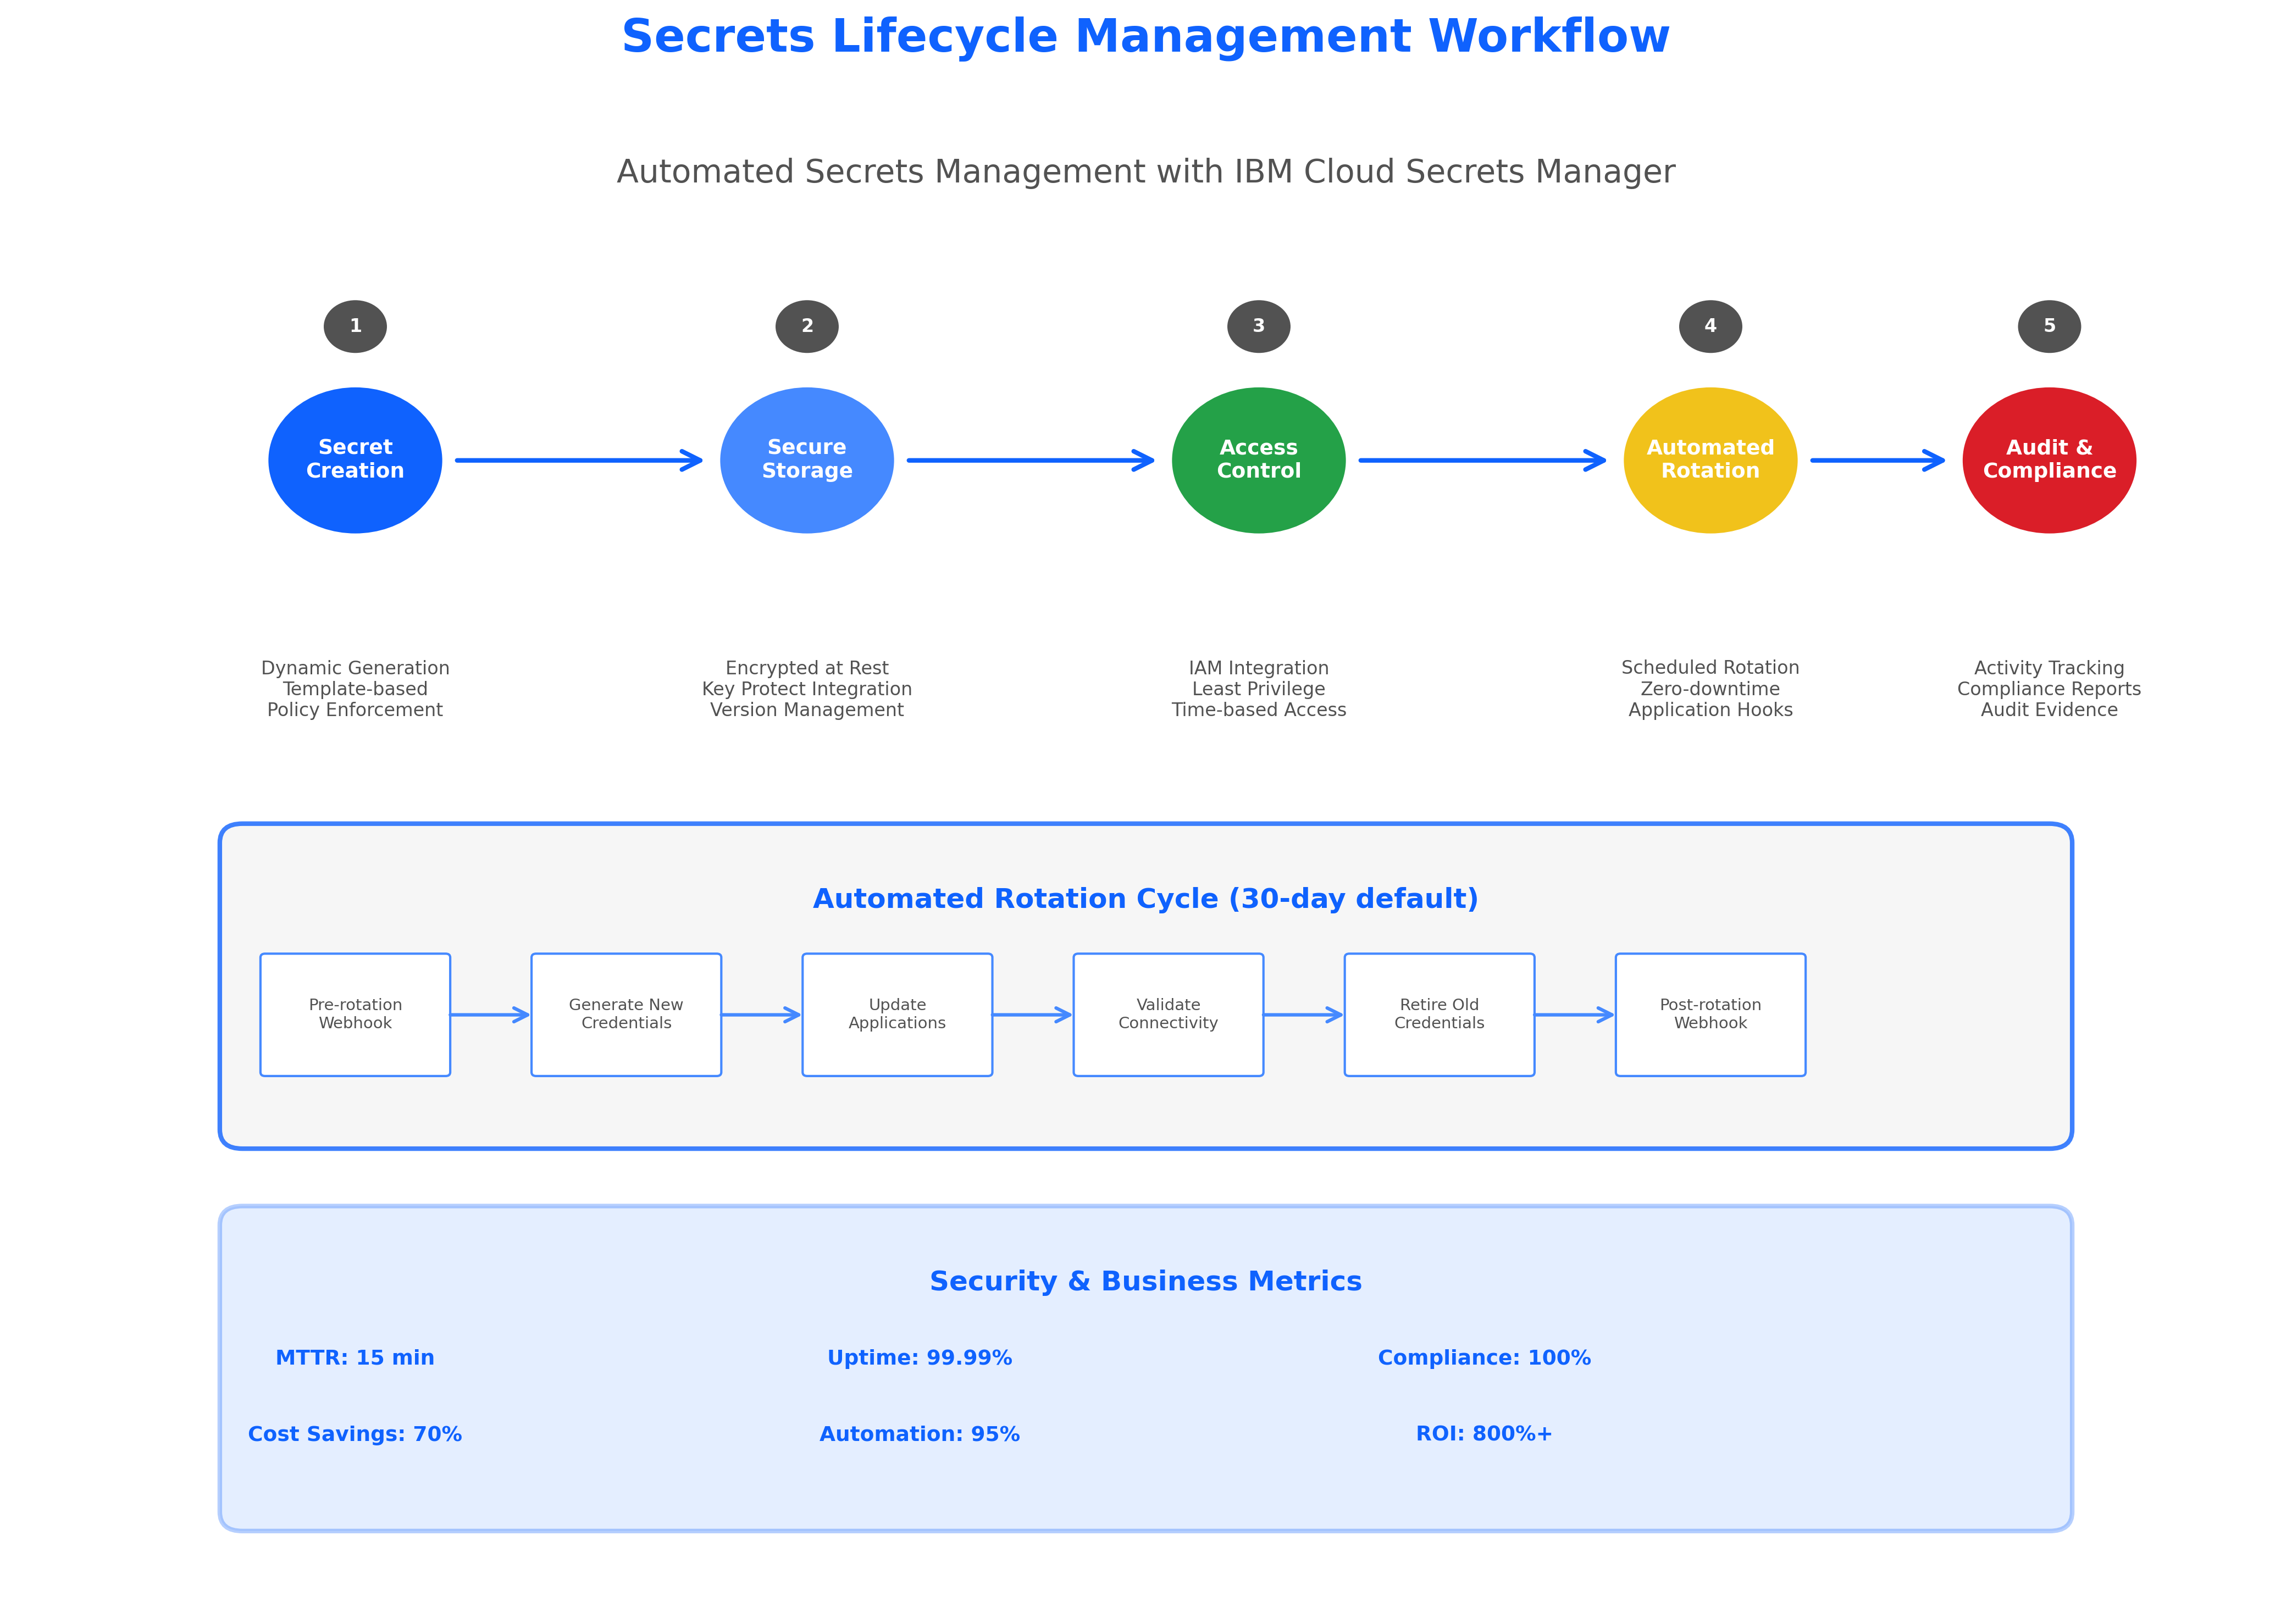 Secrets Lifecycle Management Workflow
Automated Secrets Management with IBM Cloud Secrets Manager
1
2
3
4
5
Secret
Creation
Secure
Storage
Access
Control
Automated
Rotation
Audit &
Compliance
Dynamic Generation
Template-based
Policy Enforcement
Encrypted at Rest
Key Protect Integration
Version Management
IAM Integration
Least Privilege
Time-based Access
Scheduled Rotation
Zero-downtime
Application Hooks
Activity Tracking
Compliance Reports
Audit Evidence
Automated Rotation Cycle (30-day default)
Pre-rotation
Webhook
Generate New
Credentials
Update
Applications
Validate
Connectivity
Retire Old
Credentials
Post-rotation
Webhook
Security & Business Metrics
MTTR: 15 min
Uptime: 99.99%
Compliance: 100%
Cost Savings: 70%
Automation: 95%
ROI: 800%+